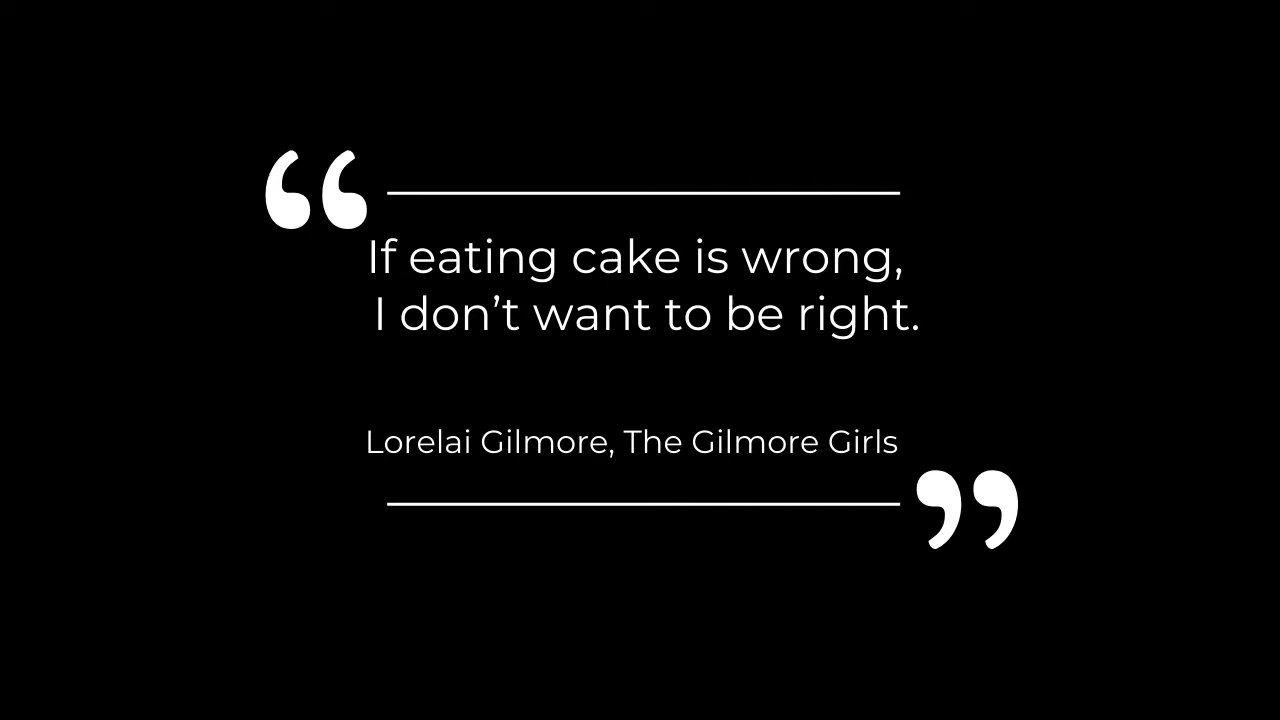 “
If eating cake is wrong,
I don’t want to be right.
Lorelai Gilmore, The Gilmore Girls
”